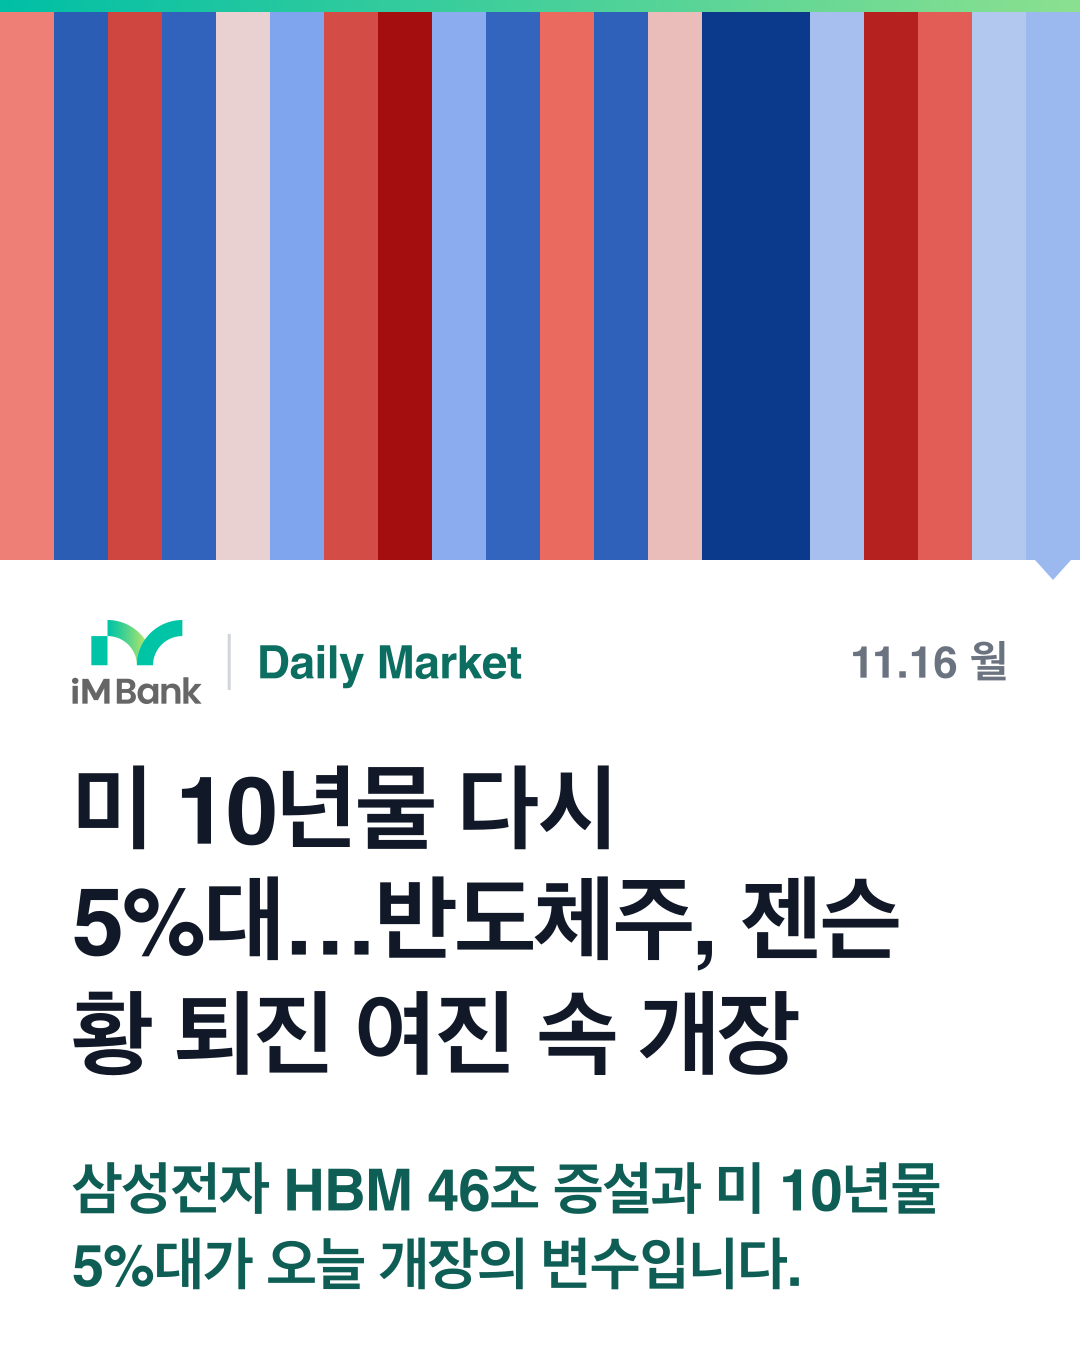 iM Bank
Daily Market
11.16 월
미 10년물 다시
5%대...반도체주, 젠슨
황 퇴진 여진 속 개장
삼성전자 HBM 46조 증설과 미 10년물
5%대가 오늘 개장의 변수입니다.